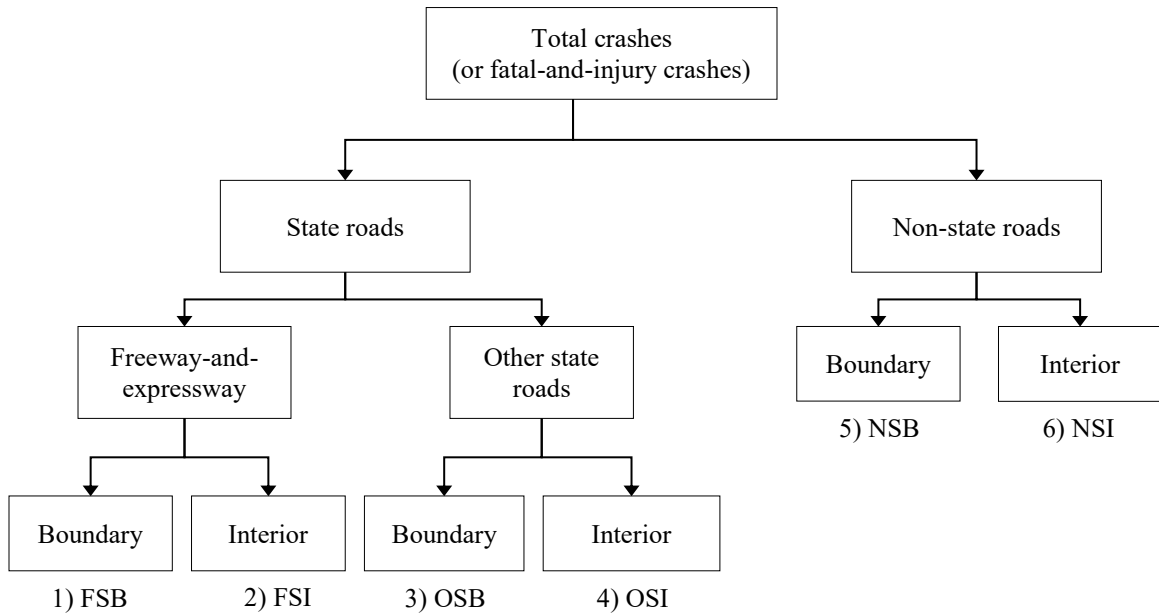 Total crashes
(or fatal-and-injury crashes)
State roads
Non-state roads
Freeway-and-
expressway
Other state
roads
Boundary
Interior
5) NSB
6) NSI
Boundary
Interior
Boundary
Interior
1) FSB
2) FSI
3) OSB
4) OSI